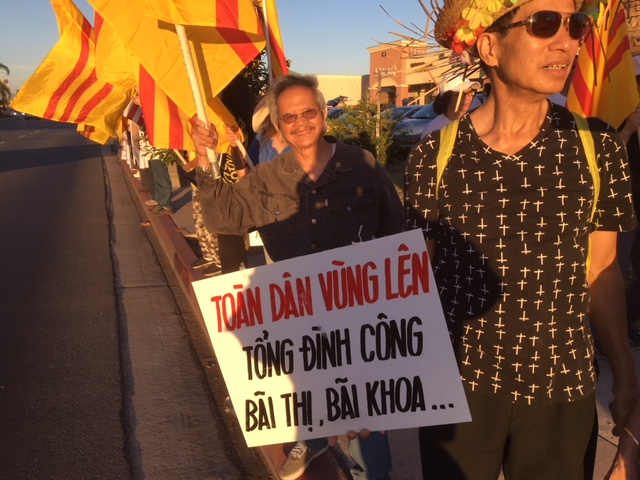 TOÀN DÂN VÙNG LÊN
TỔNG ĐÌNH CÔNG
BÃI THỊ, BÃI KHOA...